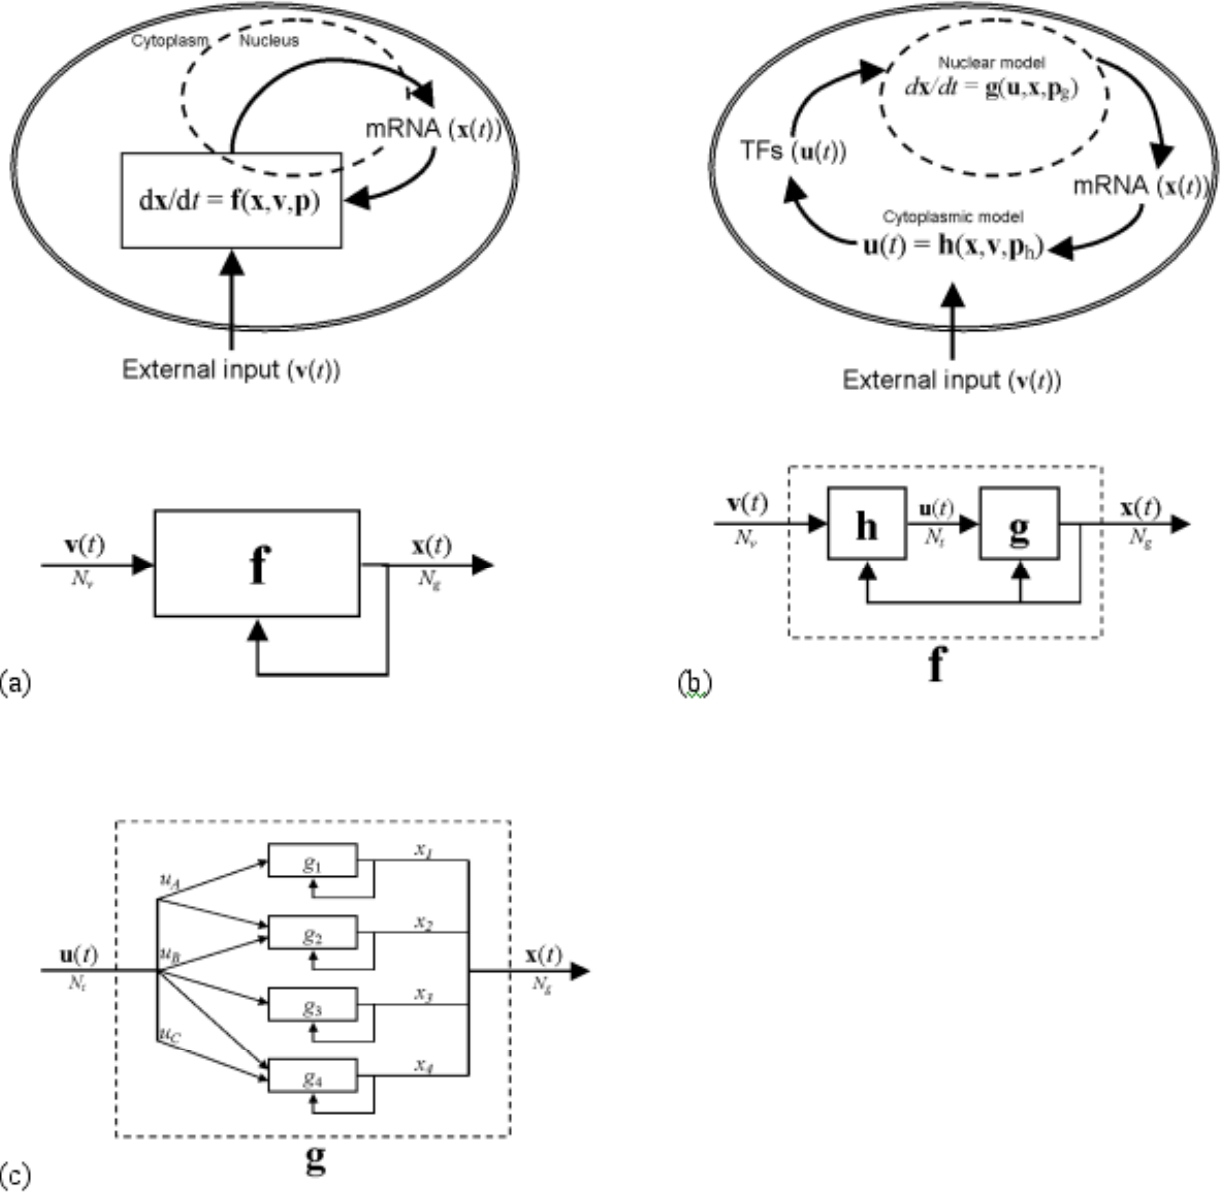 Cytoplasm Nucleus
mRNA (x(t))
dx/dt = f(x,v,p)
External input (v(t))
Nuclear model
dx/dt = g(u,x,pg)
TFs (u(t))
mRNA (x(t))
Cytoplasmic model
u(t) = h(x,v,ph)
External input (v(t))
v(t)
Nv
f
x(t)
Ng
(a)
v(t)
Nv
h
u(t)
Nt
g
x(t)
Ng
f
(b)
u(t)
Nt
uA
uB
uC
g1
x1
g2
x2
g3
x3
g4
x4
x(t)
Ng
g
(c)